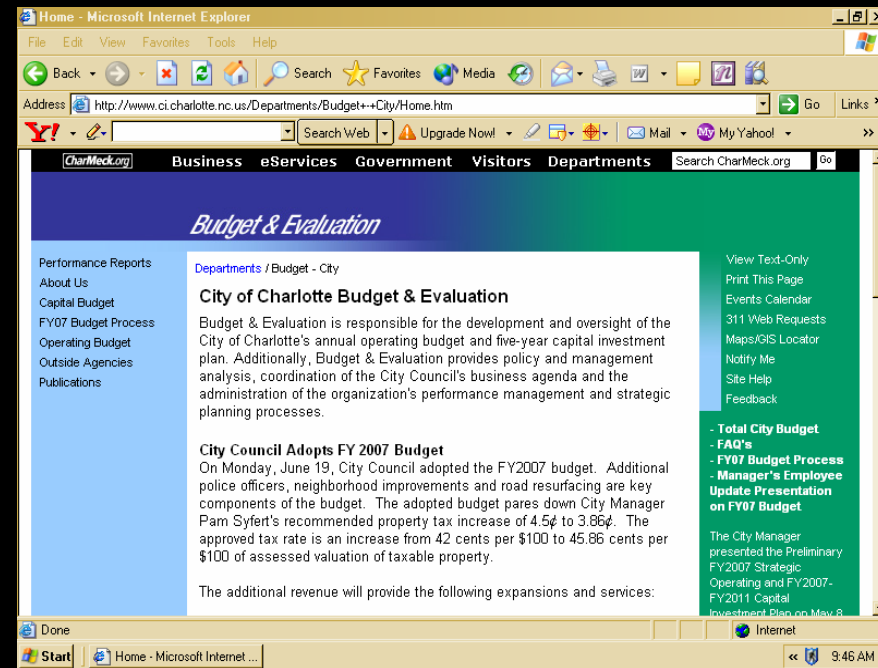 Home - Microsoft Internet Explorer
File Edit View Favorites Tools Help
Back Search Favorites Media
Address http://www.ci.charlotte.nc.us/Departments/Budget+-+City/Home.htm Go Links
Y! Search Web Upgrade Now! Mail My Yahoo!
CharMeck.org Business eServices Government Visitors Departments Search CharMeck.org Go
Budget & Evaluation
Performance Reports
About Us
Capital Budget
FY07 Budget Process
Operating Budget
Outside Agencies
Publications
Departments / Budget - City
City of Charlotte Budget & Evaluation
Budget & Evaluation is responsible for the development and oversight of the
City of Charlotte's annual operating budget and five-year capital investment
plan. Additionally, Budget & Evaluation provides policy and management
analysis, coordination of the City Council's business agenda and the
administration of the organization's performance management and strategic
planning processes.
City Council Adopts FY 2007 Budget
On Monday, June 19, City Council adopted the FY2007 budget. Additional
police officers, neighborhood improvements and road resurfacing are key
components of the budget. The adopted budget pares down City Manager
Pam Syfert's recommended property tax increase of 4.5¢ to 3.86¢. The
approved tax rate is an increase from 42 cents per $100 to 45.86 cents per
$100 of assessed valuation of taxable property.
The additional revenue will provide the following expansions and services:
View Text-Only
Print This Page
Events Calendar
311 Web Requests
Maps/GIS Locator
Notify Me
Site Help
Feedback
- Total City Budget
- FAQ's
- FY07 Budget Process
- Manager's Employee
Update Presentation
on FY07 Budget
The City Manager
presented the Preliminary
FY2007 Strategic
Operating and FY2007-
FY2011 Capital
Investment Plan on May 8
Done Internet
Start Home - Microsoft Internet ... 9:46 AM